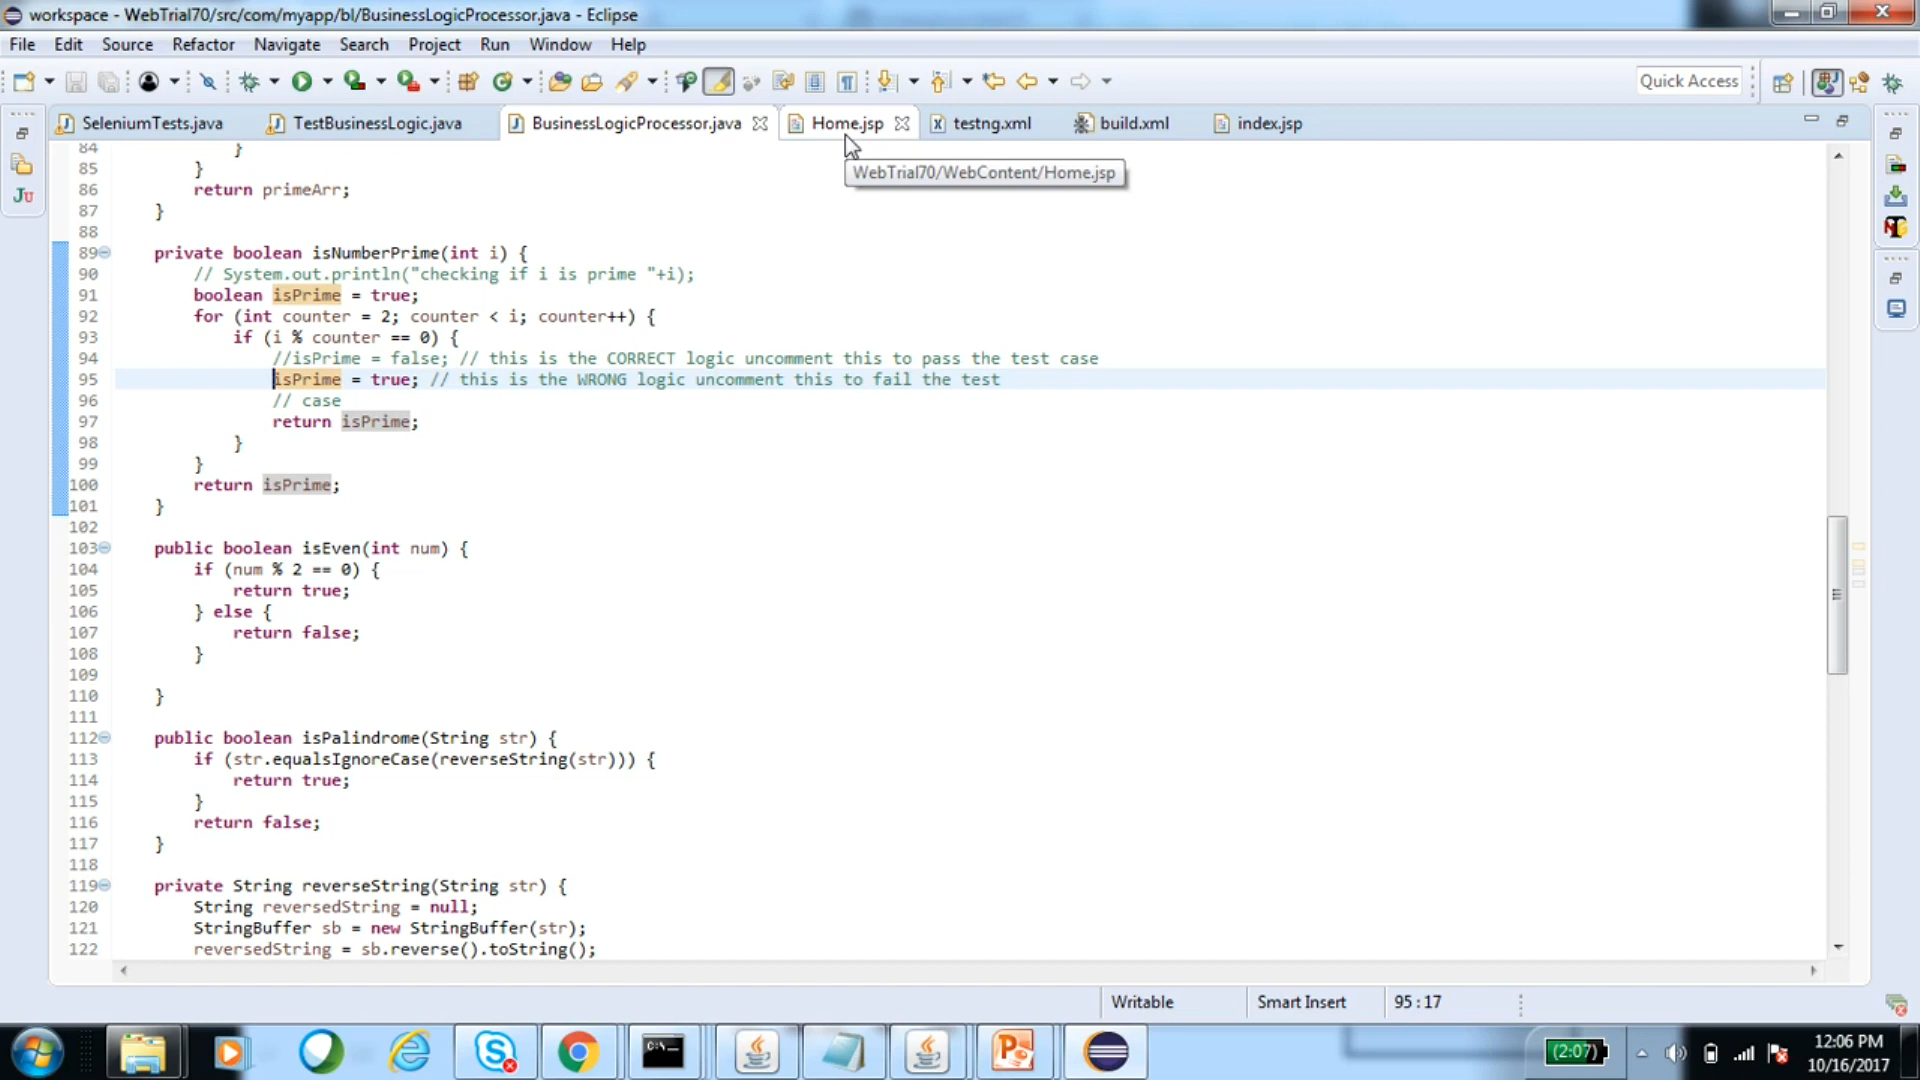 workspace - WebTrial70/src/com/myapp/bl/BusinessLogicProcessor.java - Eclipse
File Edit Source Refactor Navigate Search Project Run Window Help
Quick Access
SeleniumTests.java TestBusinessLogic.java BusinessLogicProcessor.java Home.jsp testng.xml build.xml index.jsp
WebTrial70/WebContent/Home.jsp
84 }
85 }
86 return primeArr;
87 }
88
89 private boolean isNumberPrime(int i) {
90 // System.out.println("checking if i is prime "+i);
91 boolean isPrime = true;
92 for (int counter = 2; counter < i; counter++) {
93 if (i % counter == 0) {
94 //isPrime = false; // this is the CORRECT logic uncomment this to pass the test case
95 isPrime = true; // this is the WRONG logic uncomment this to fail the test
96 // case
97 return isPrime;
98 }
99 }
100 return isPrime;
101 }
102
103 public boolean isEven(int num) {
104 if (num % 2 == 0) {
105 return true;
106 } else {
107 return false;
108 }
109
110 }
111
112 public boolean isPalindrome(String str) {
113 if (str.equalsIgnoreCase(reverseString(str))) {
114 return true;
115 }
116 return false;
117 }
118
119 private String reverseString(String str) {
120 String reversedString = null;
121 StringBuffer sb = new StringBuffer(str);
122 reversedString = sb.reverse().toString();
Writable Smart Insert 95 : 17
(2:07)
12:06 PM
10/16/2017